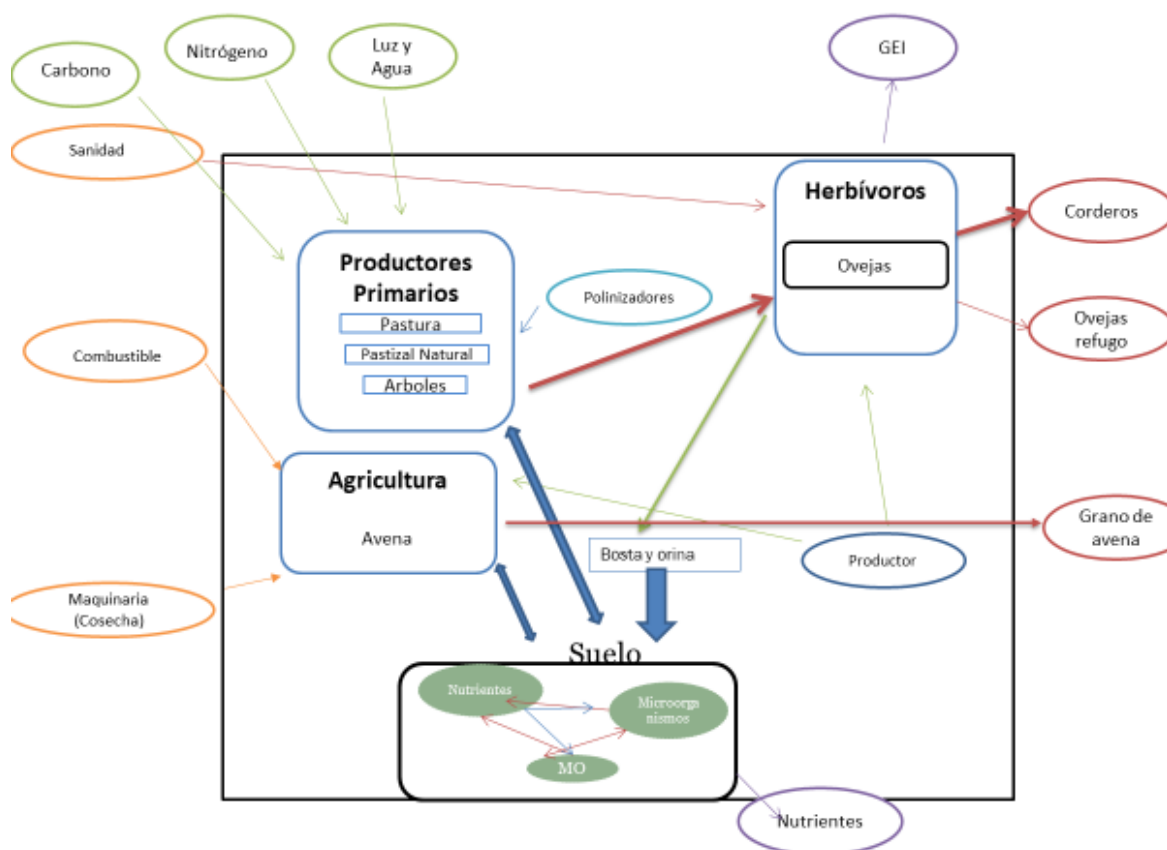 Nitrógeno
Luz y
Agua
GEI
Carbono
Sanidad
Herbívoros
Ovejas
Corderos
Productores
Primarios
Pastura
Pastizal Natural
Arboles
Polinizadores
Ovejas
refugo
Combustible
Agricultura
Avena
Grano de
avena
Bosta y orina
Productor
Maquinaria
(Cosecha)
Suelo
Nutrientes
Microorga
nismos
MO
Nutrientes